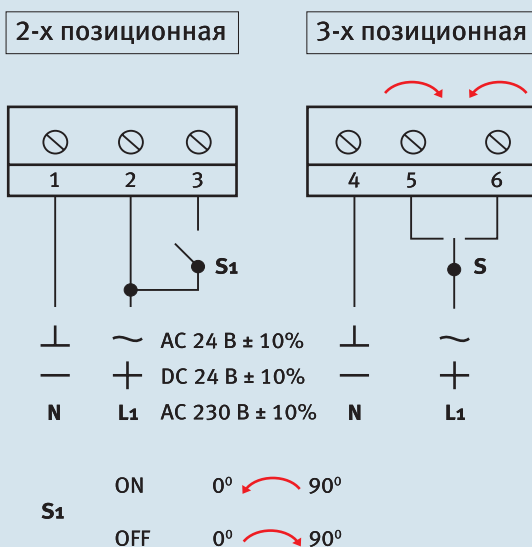 2-х позиционная
3-х позиционная
1 2 3
4 5 6
S1
S
AC 24 В ± 10%
DC 24 В ± 10%
N L1 AC 230 В ± 10% N L1
S1
ON 0⁰ 90⁰
OFF 0⁰ 90⁰